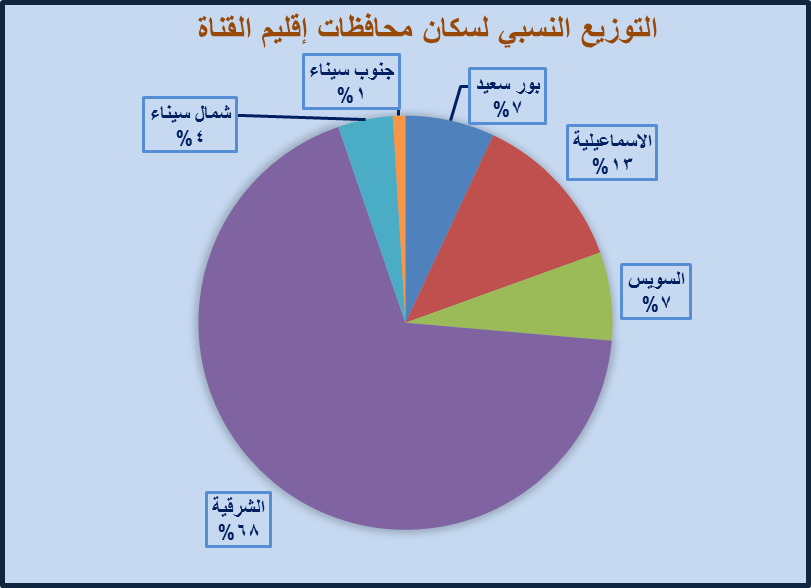 التوزيع النسبي لسكان محافظات إقليم القناة
بور سعيد
٧%
الاسماعيلية
١٣%
السويس
٧%
الشرقية
٦٨%
شمال سيناء
٤%
جنوب سيناء
١%